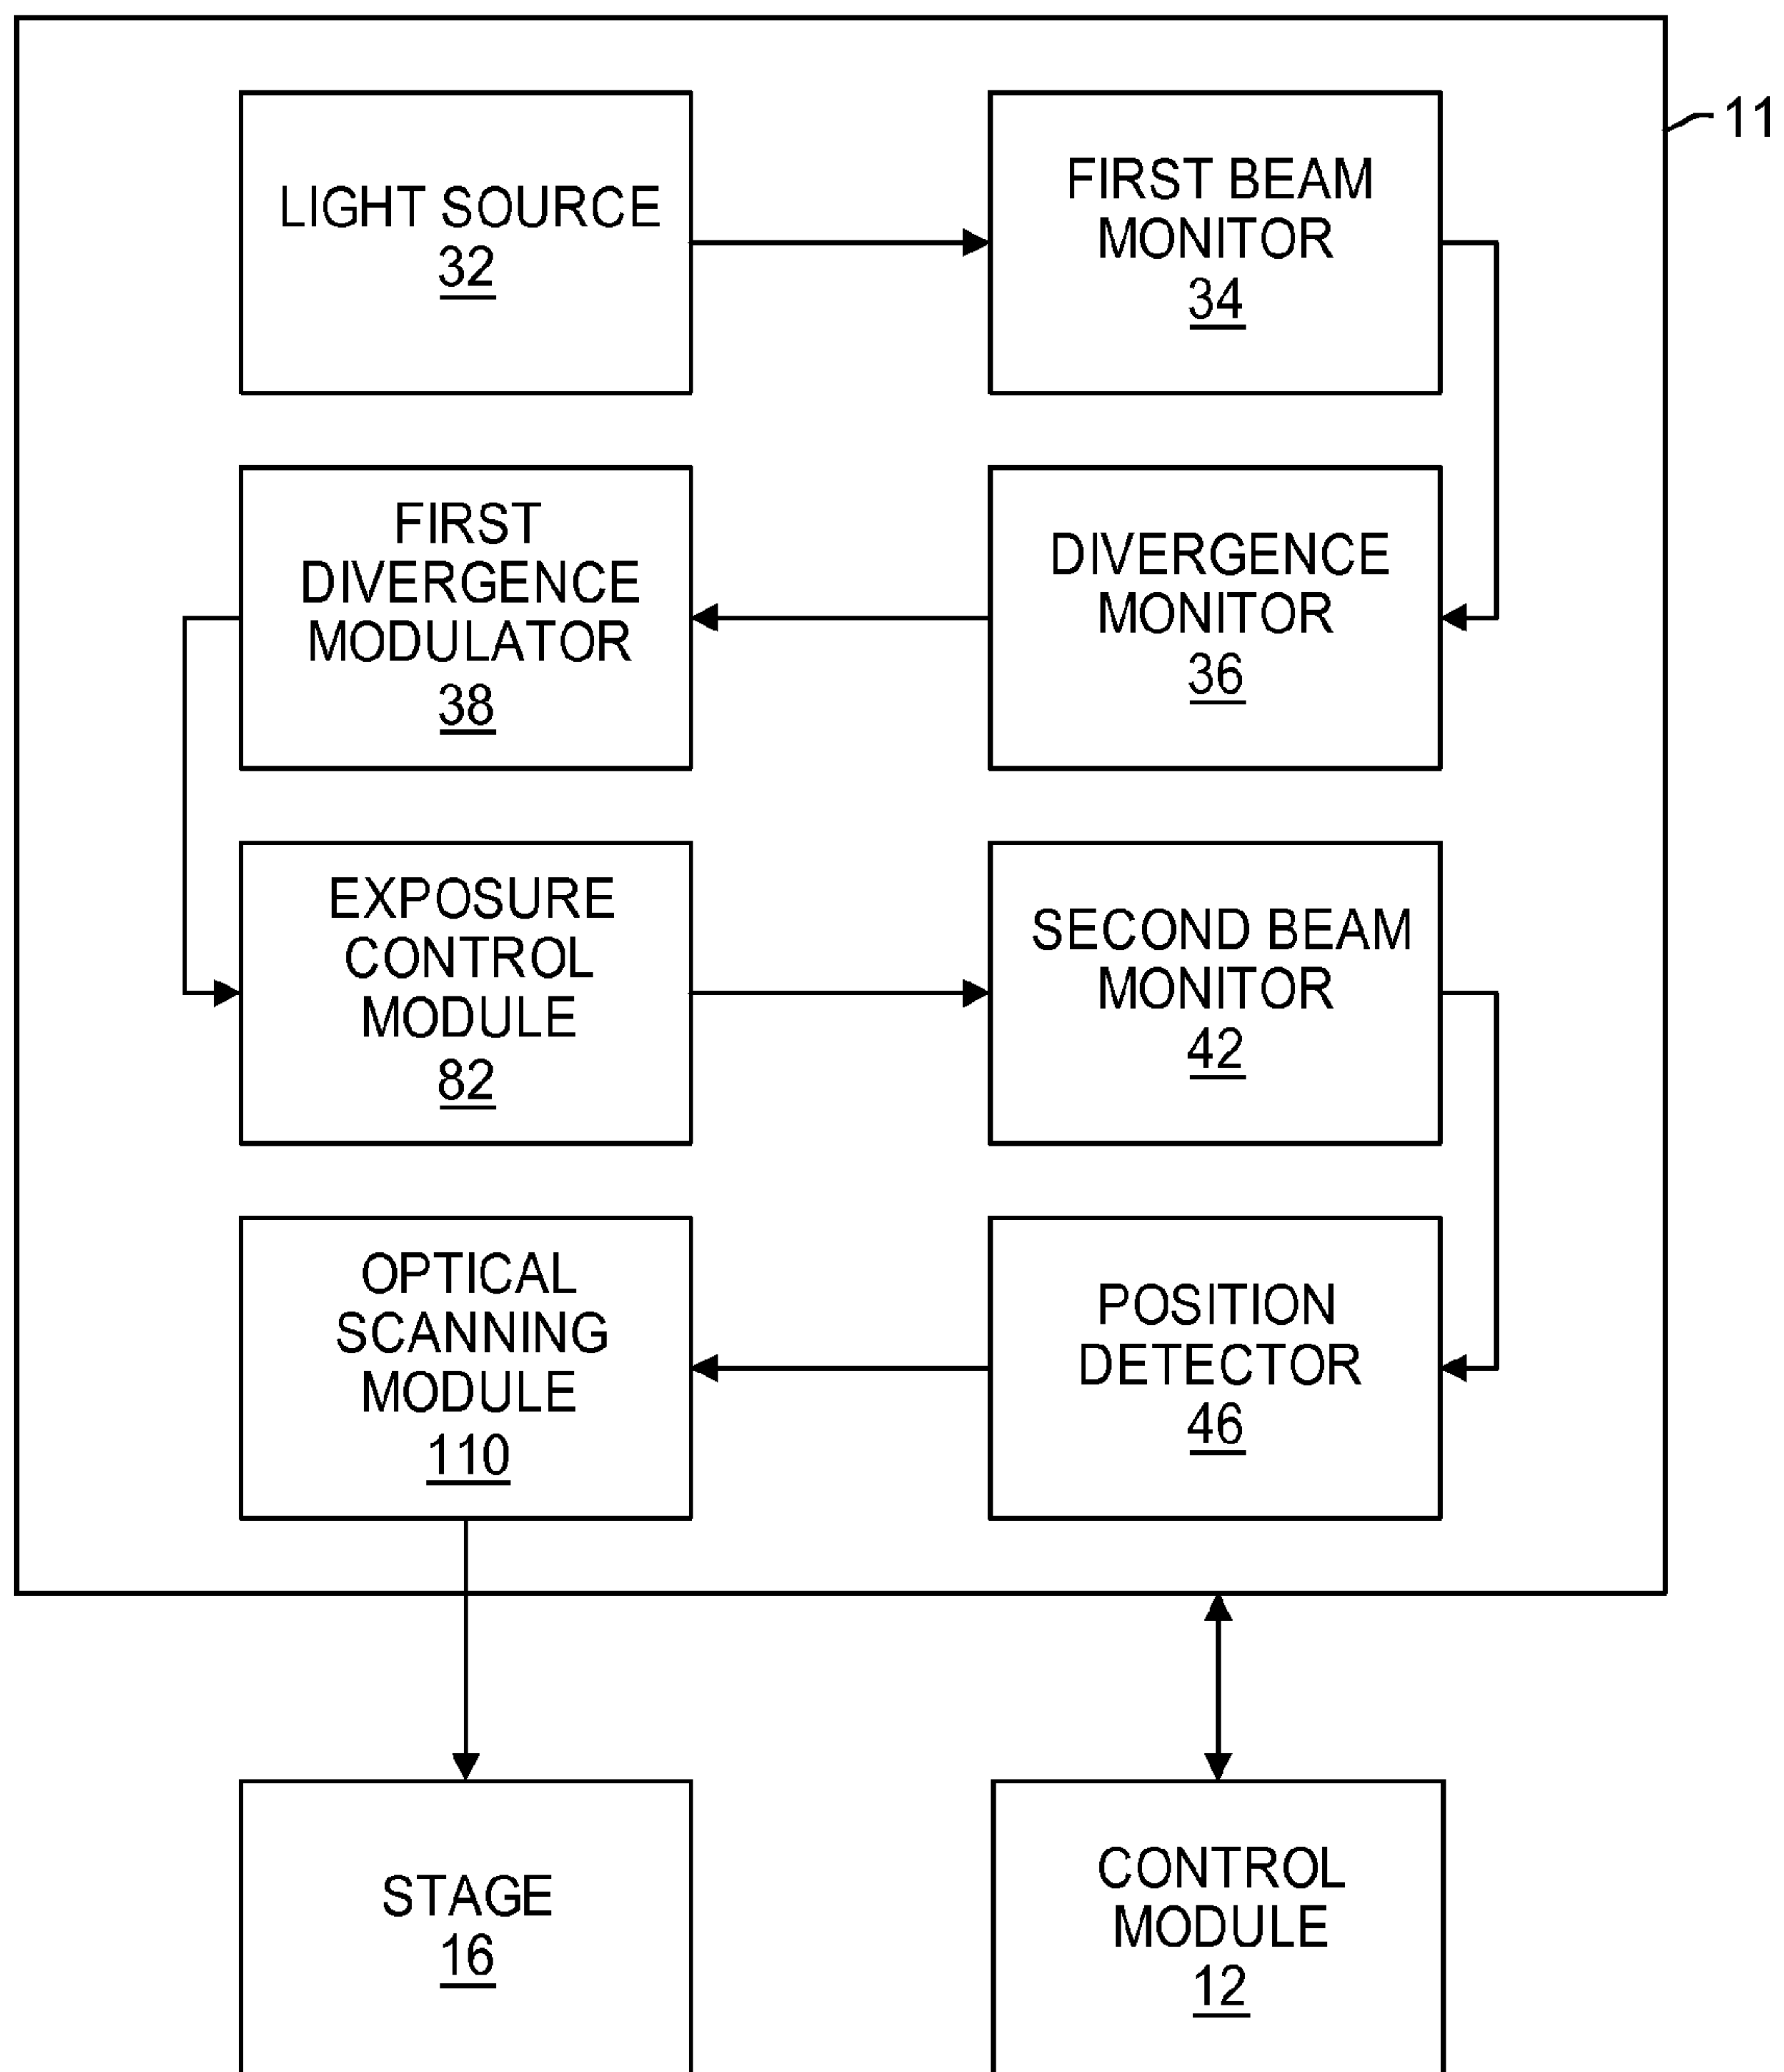 11
LIGHT SOURCE
32
FIRST BEAM
MONITOR
34
FIRST
DIVERGENCE
MODULATOR
38
DIVERGENCE
MONITOR
36
EXPOSURE
CONTROL
MODULE
82
SECOND BEAM
MONITOR
42
OPTICAL
SCANNING
MODULE
110
POSITION
DETECTOR
46
STAGE
16
CONTROL
MODULE
12